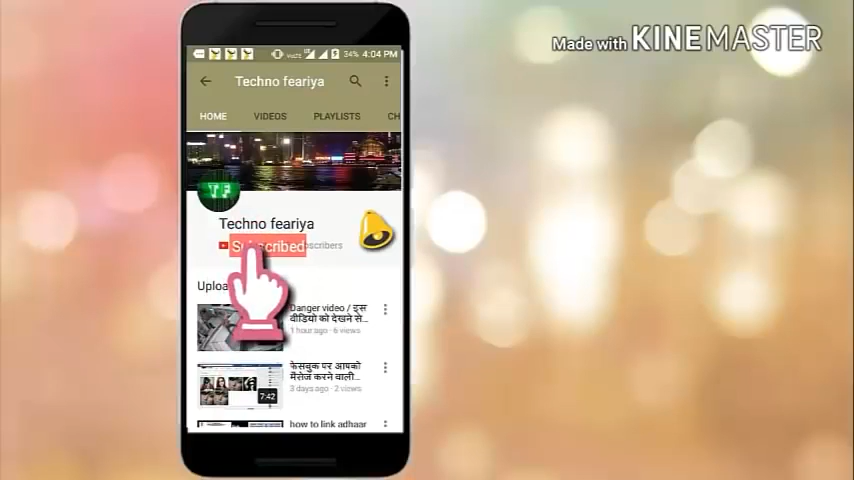 Made with KINEMASTER
VoLTE 34% 4:04 PM
Techno feariya
HOME VIDEOS PLAYLISTS CH
TF
Techno feariya
Subscribed
Danger video / इस
वीडियो को देखने से...
1 hour ago · 6 views
फेसबुक पर आपको
मैसेज करने वाली...
3 days ago · 2 views
7:42
how to link adhaar